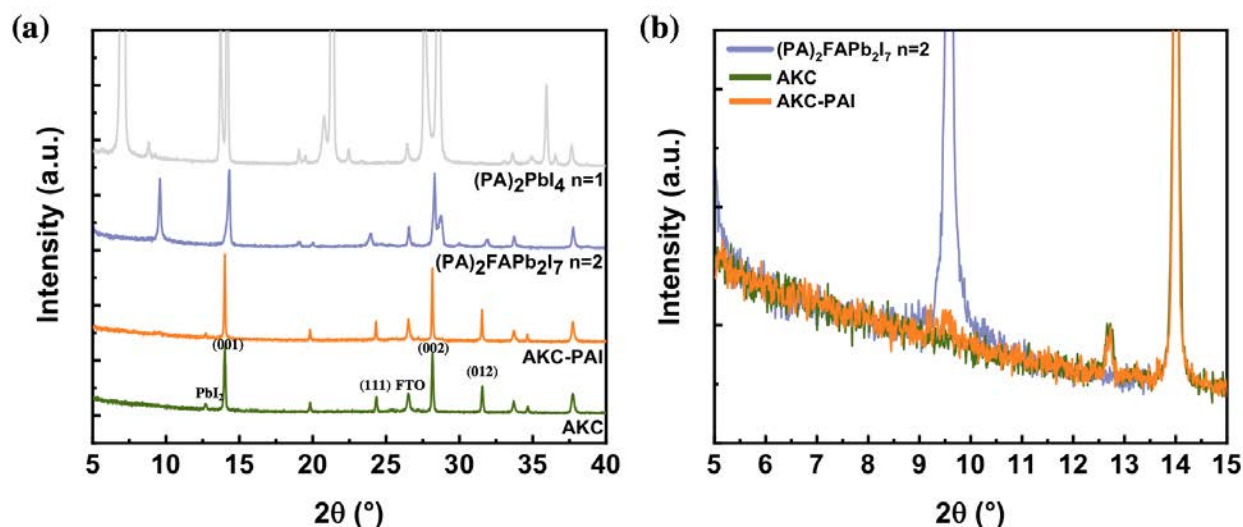 (a)
Intensity (a.u.)
(PA)₂PbI₄ n=1
(PA)₂FAPb₂I₇ n=2
AKC-PAI
(001)
(002)
PbI₂
(111) FTO
(012)
AKC
5 10 15 20 25 30 35 40
2θ (°)
(b)
Intensity (a.u.)
(PA)₂FAPb₂I₇ n=2
AKC
AKC-PAI
5 6 7 8 9 10 11 12 13 14 15
2θ (°)